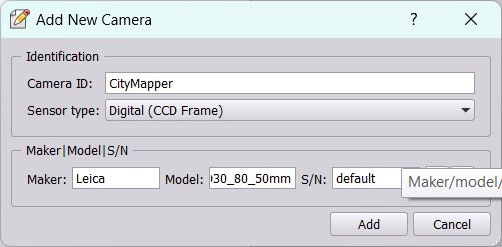 Add New Camera ?
Identification
Camera ID: CityMapper
Sensor type: Digital (CCD Frame)
Maker|Model|S/N
Maker: Leica Model: 30_80_50mm S/N: default
Maker/model/
Add Cancel